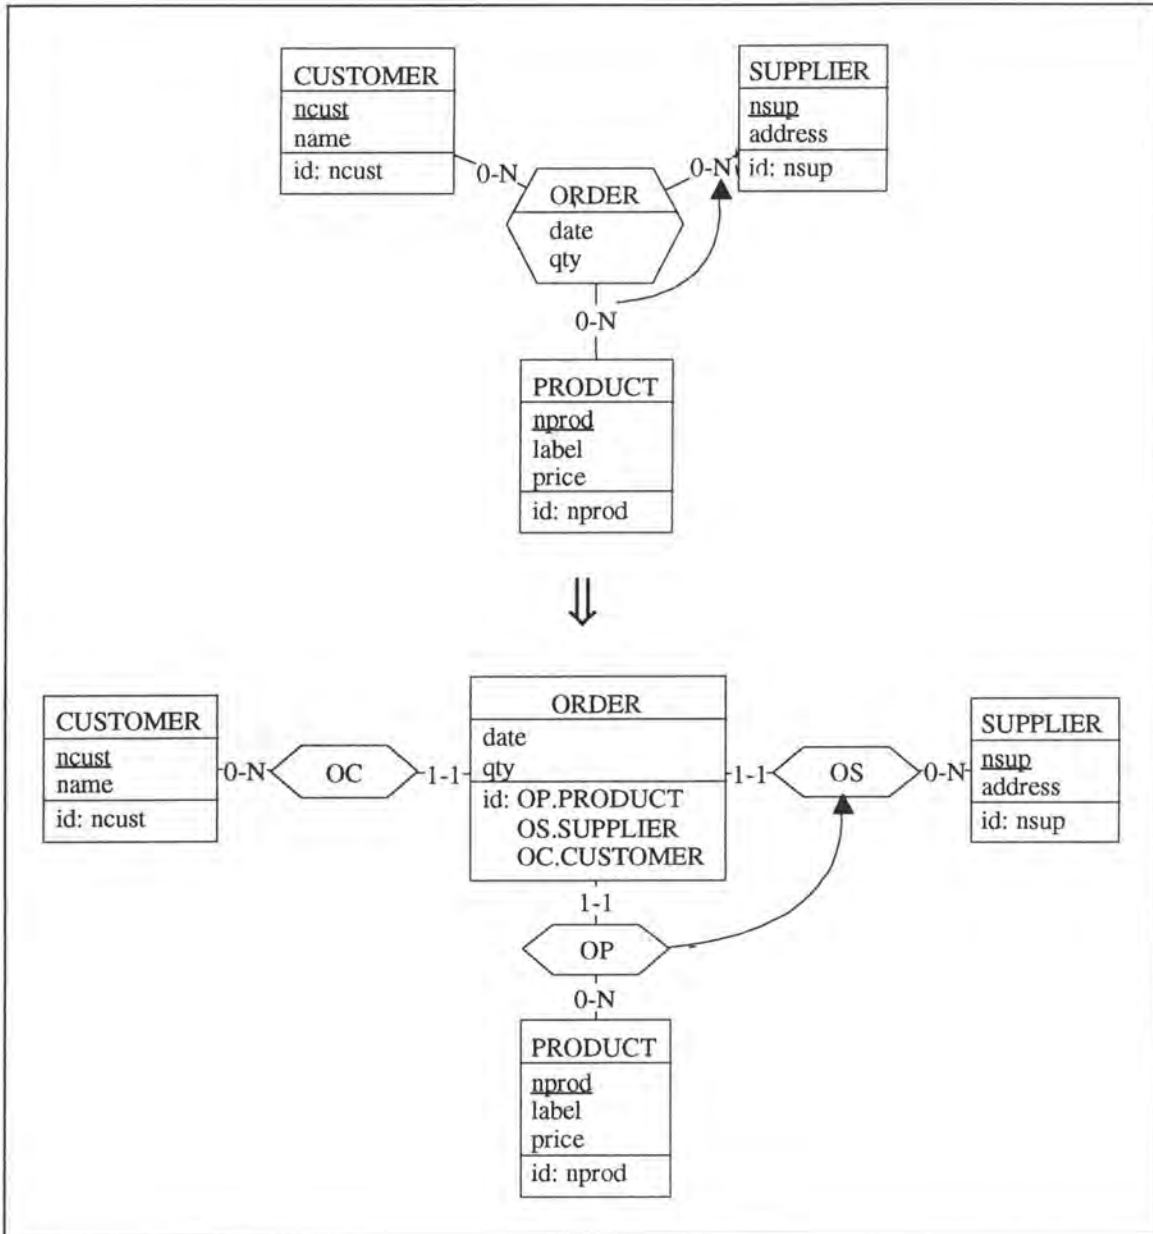 CUSTOMER
ncust
name
id: ncust
SUPPLIER
nsup
address
id: nsup
0-N
0-N
ORDER
date
qty
0-N
PRODUCT
nprod
label
price
id: nprod
⇓
CUSTOMER
ncust
name
id: ncust
0-N
OC
1-1
ORDER
date
qty
id: OP.PRODUCT
OS.SUPPLIER
OC.CUSTOMER
1-1
OS
0-N
SUPPLIER
nsup
address
id: nsup
1-1
OP
0-N
PRODUCT
nprod
label
price
id: nprod